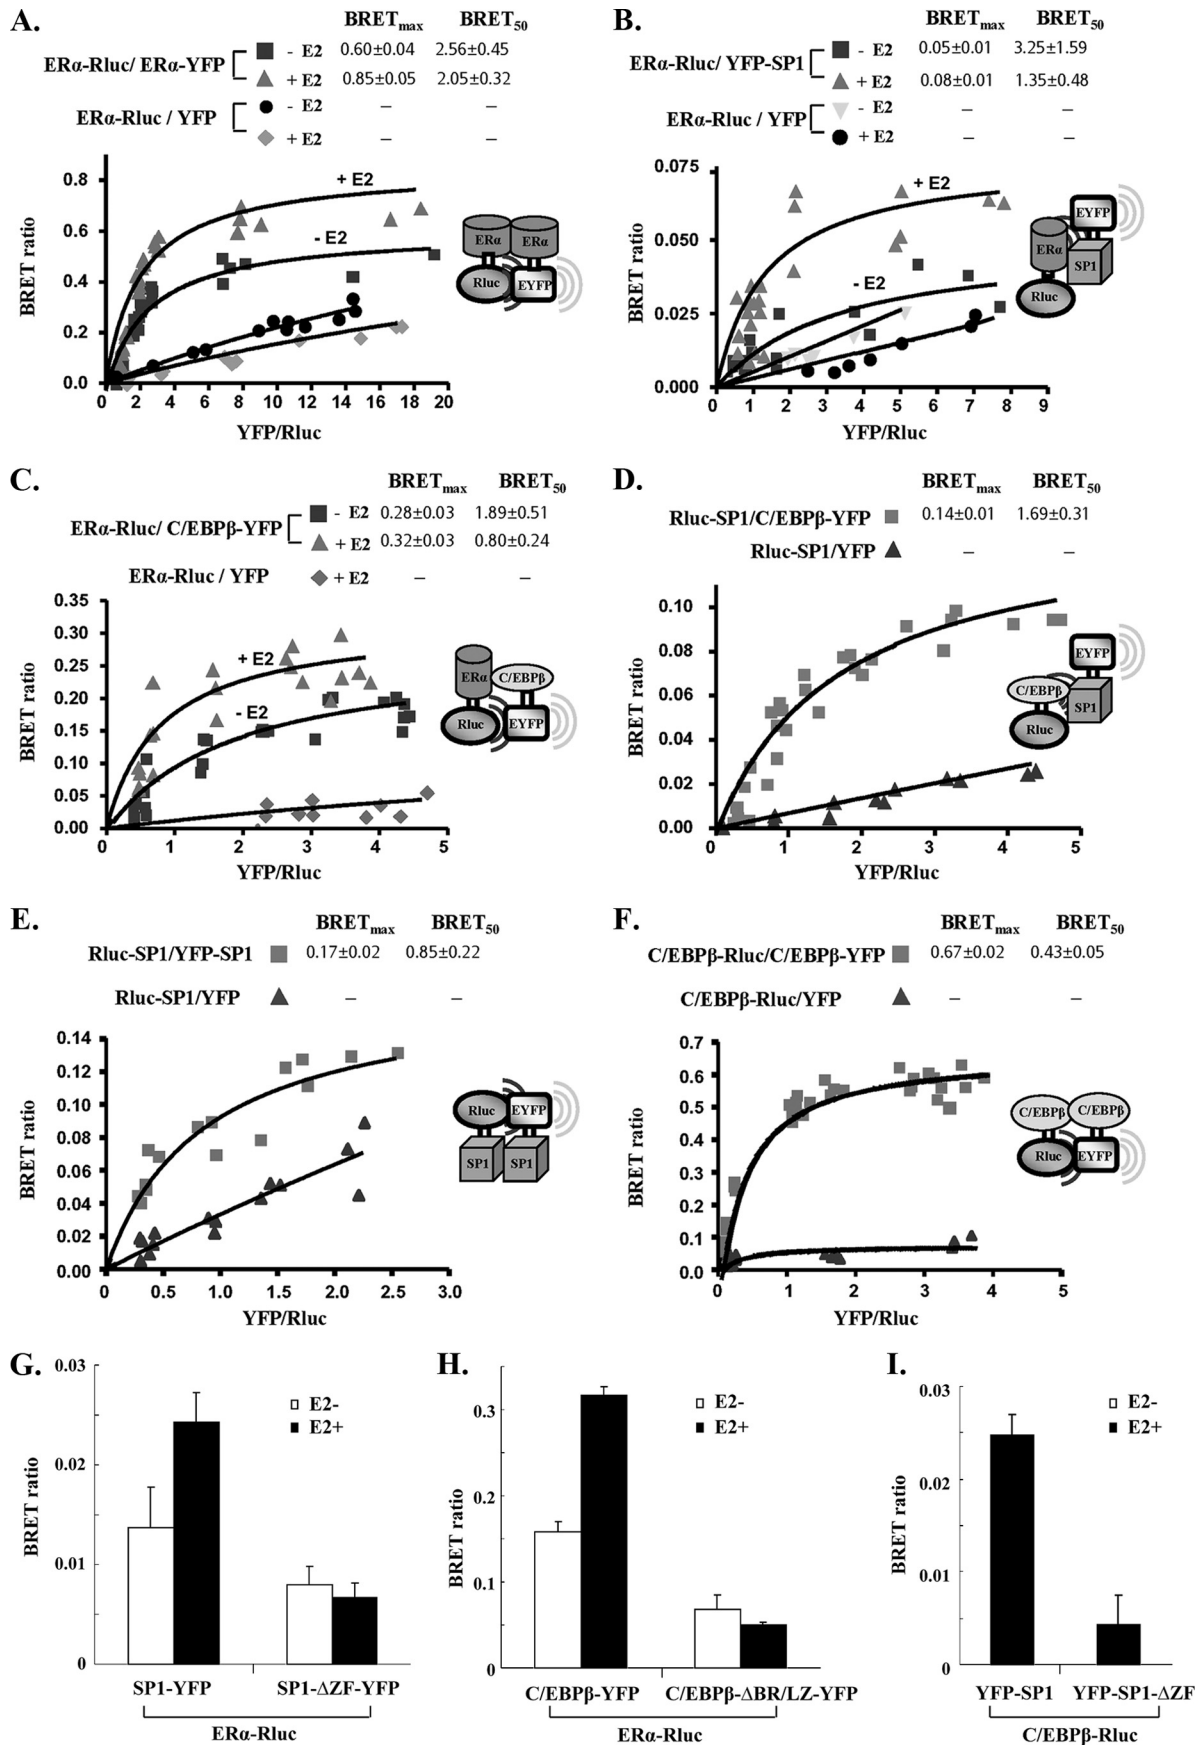 A.
BRETmax BRET50
ERα-Rluc/ ERα-YFP
- E2 0.60±0.04 2.56±0.45
+ E2 0.85±0.05 2.05±0.32
ERα-Rluc / YFP
- E2 – –
+ E2 – –
BRET ratio
0.8
0.6
0.4
0.2
0.0
+ E2
- E2
0 2 4 6 8 10 12 14 16 18 20
YFP/Rluc
ERα ERα
Rluc EYFP
B.
BRETmax BRET50
ERα-Rluc/ YFP-SP1
- E2 0.05±0.01 3.25±1.59
+ E2 0.08±0.01 1.35±0.48
ERα-Rluc / YFP
- E2 – –
+ E2 – –
BRET ratio
0.075
0.050
0.025
0.000
+ E2
- E2
0 1 2 3 4 5 6 7 8 9
YFP/Rluc
EYFP
ERα
SP1
Rluc
C.
BRETmax BRET50
ERα-Rluc/ C/EBPβ-YFP
- E2 0.28±0.03 1.89±0.51
+ E2 0.32±0.03 0.80±0.24
ERα-Rluc / YFP
+ E2 – –
BRET ratio
0.35
0.30
0.25
0.20
0.15
0.10
0.05
0.00
+ E2
- E2
0 1 2 3 4 5
YFP/Rluc
ERα C/EBPβ
Rluc EYFP
D.
BRETmax BRET50
Rluc-SP1/C/EBPβ-YFP 0.14±0.01 1.69±0.31
Rluc-SP1/YFP – –
BRET ratio
0.10
0.08
0.06
0.04
0.02
0.00
0 1 2 3 4 5
YFP/Rluc
EYFP
C/EBPβ
SP1
Rluc
E.
BRETmax BRET50
Rluc-SP1/YFP-SP1 0.17±0.02 0.85±0.22
Rluc-SP1/YFP – –
BRET ratio
0.14
0.12
0.10
0.08
0.06
0.04
0.02
0.00
0 0.5 1.0 1.5 2.0 2.5 3.0
YFP/Rluc
Rluc EYFP
SP1 SP1
F.
BRETmax BRET50
C/EBPβ-Rluc/C/EBPβ-YFP 0.67±0.02 0.43±0.05
C/EBPβ-Rluc/YFP – –
BRET ratio
0.7
0.6
0.5
0.4
0.3
0.2
0.1
0.0
0 1 2 3 4 5
YFP/Rluc
C/EBPβ C/EBPβ
Rluc EYFP
G.
BRET ratio
0.03
0.02
0.01
0
E2-
E2+
SP1-YFP SP1-ΔZF-YFP
ERα-Rluc
H.
BRET ratio
0.3
0.2
0.1
0
E2-
E2+
C/EBPβ-YFP C/EBPβ-ΔBR/LZ-YFP
ERα-Rluc
I.
BRET ratio
0.03
0.02
0.01
0
E2-
E2+
YFP-SP1 YFP-SP1-ΔZF
C/EBPβ-Rluc